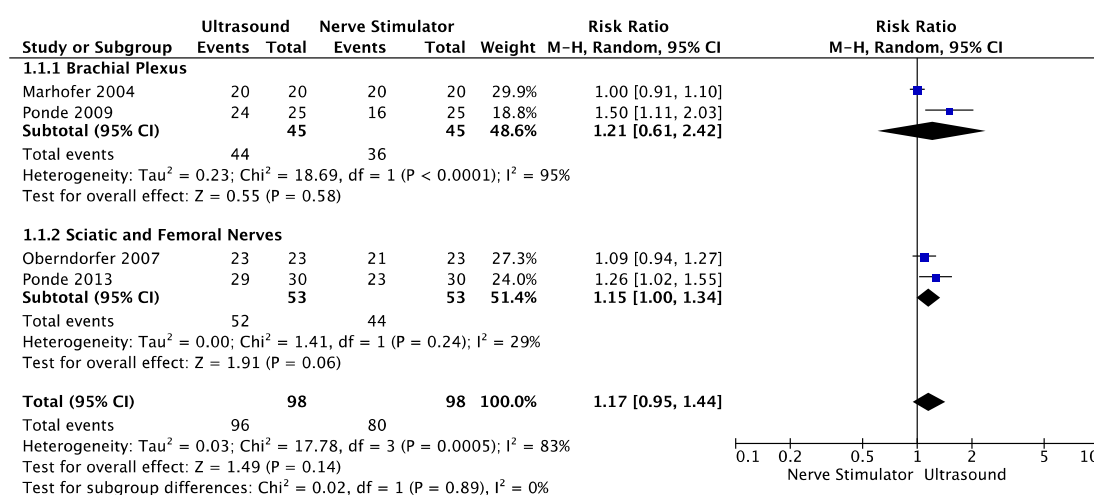 Ultrasound Nerve Stimulator Risk Ratio Risk Ratio
Study or Subgroup Events Total Events Total Weight M-H, Random, 95% CI M-H, Random, 95% CI
1.1.1 Brachial Plexus
Marhofer 2004 20 20 20 20 29.9% 1.00 [0.91, 1.10]
Ponde 2009 24 25 16 25 18.8% 1.50 [1.11, 2.03]
Subtotal (95% CI) 45 45 48.6% 1.21 [0.61, 2.42]
Total events 44 36
Heterogeneity: Tau² = 0.23; Chi² = 18.69, df = 1 (P < 0.0001); I² = 95%
Test for overall effect: Z = 0.55 (P = 0.58)
1.1.2 Sciatic and Femoral Nerves
Oberndorfer 2007 23 23 21 23 27.3% 1.09 [0.94, 1.27]
Ponde 2013 29 30 23 30 24.0% 1.26 [1.02, 1.55]
Subtotal (95% CI) 53 53 51.4% 1.15 [1.00, 1.34]
Total events 52 44
Heterogeneity: Tau² = 0.00; Chi² = 1.41, df = 1 (P = 0.24); I² = 29%
Test for overall effect: Z = 1.91 (P = 0.06)
Total (95% CI) 98 98 100.0% 1.17 [0.95, 1.44]
Total events 96 80
Heterogeneity: Tau² = 0.03; Chi² = 17.78, df = 3 (P = 0.0005); I² = 83%
Test for overall effect: Z = 1.49 (P = 0.14)
Test for subgroup differences: Chi² = 0.02, df = 1 (P = 0.89), I² = 0%
0.1 0.2 0.5 1 2 5 10
Nerve Stimulator Ultrasound